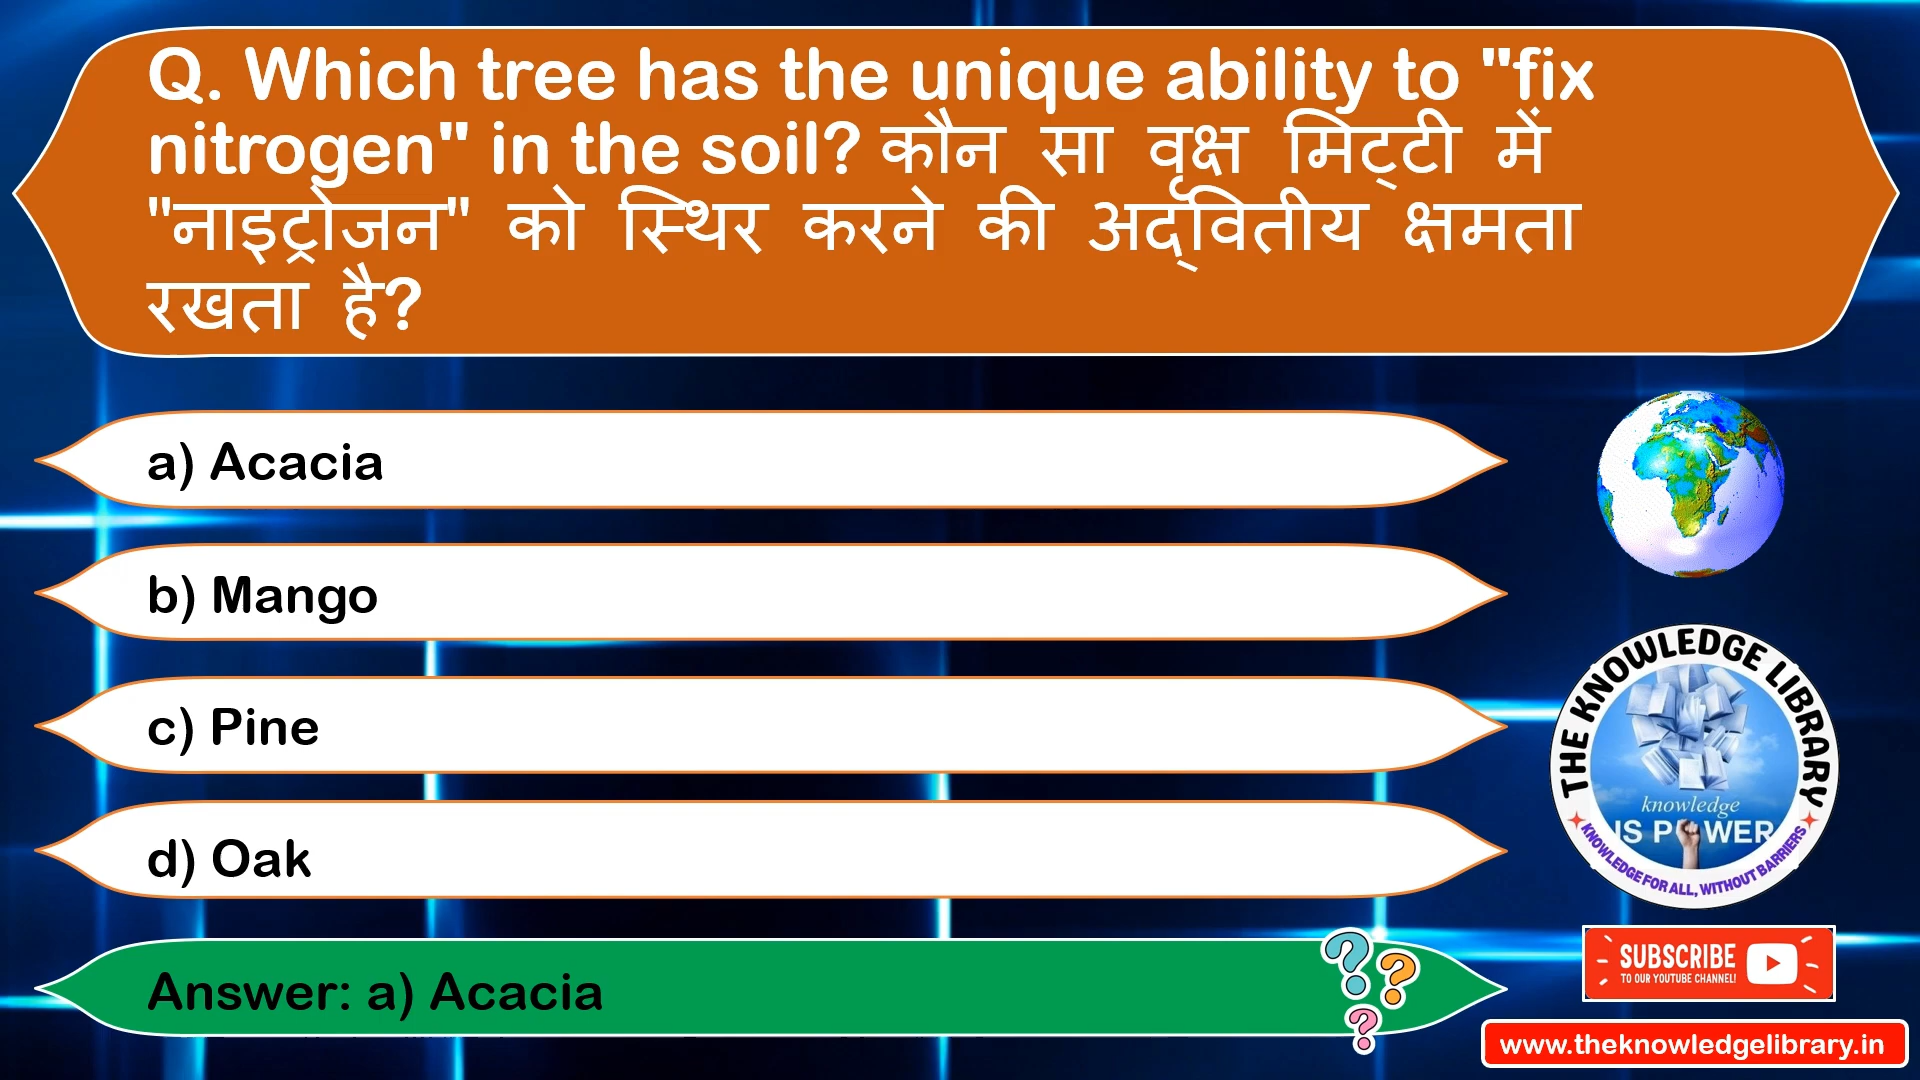 Q. Which tree has the unique ability to "fix
nitrogen" in the soil? कौन सा वृक्ष मिट्टी में
"नाइट्रोजन" को स्थिर करने की अद्वितीय क्षमता
रखता है?
a) Acacia
b) Mango
c) Pine
d) Oak
Answer: a) Acacia
THE KNOWLEDGE LIBRARY
knowledge
IS POWER
KNOWLEDGE FOR ALL, WITHOUT BARRIERS
SUBSCRIBE
TO OUR YOUTUBE CHANNEL!
www.theknowledgelibrary.in